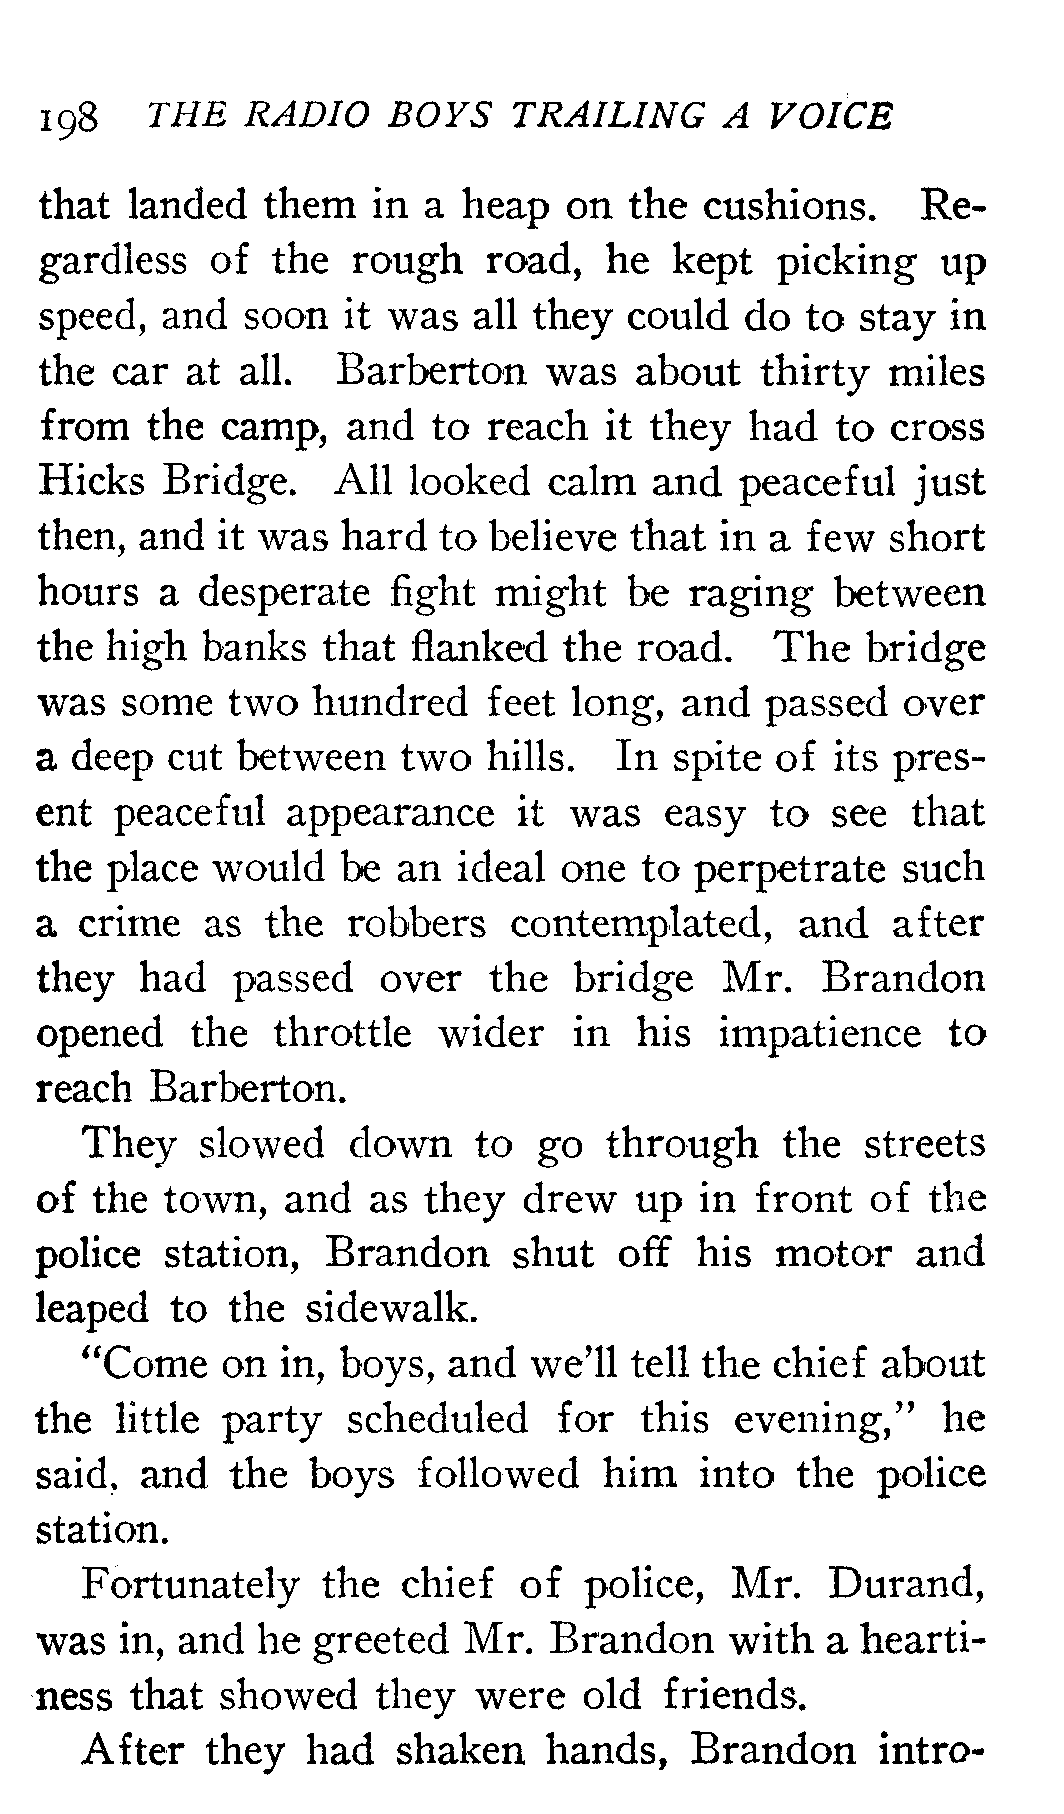 198 THE RADIO BOYS TRAILING A VOICE
that landed them in a heap on the cushions. Re-
gardless of the rough road, he kept picking up
speed, and soon it was all they could do to stay in
the car at all. Barberton was about thirty miles
from the camp, and to reach it they had to cross
Hicks Bridge. All looked calm and peaceful just
then, and it was hard to believe that in a few short
hours a desperate fight might be raging between
the high banks that flanked the road. The bridge
was some two hundred feet long, and passed over
a deep cut between two hills. In spite of its pres-
ent peaceful appearance it was easy to see that
the place would be an ideal one to perpetrate such
a crime as the robbers contemplated, and after
they had passed over the bridge Mr. Brandon
opened the throttle wider in his impatience to
reach Barberton.
They slowed down to go through the streets
of the town, and as they drew up in front of the
police station, Brandon shut off his motor and
leaped to the sidewalk.
“Come on in, boys, and we’ll tell the chief about
the little party scheduled for this evening,” he
said, and the boys followed him into the police
station.
Fortunately the chief of police, Mr. Durand,
was in, and he greeted Mr. Brandon with a hearti-
ness that showed they were old friends.
After they had shaken hands, Brandon intro-